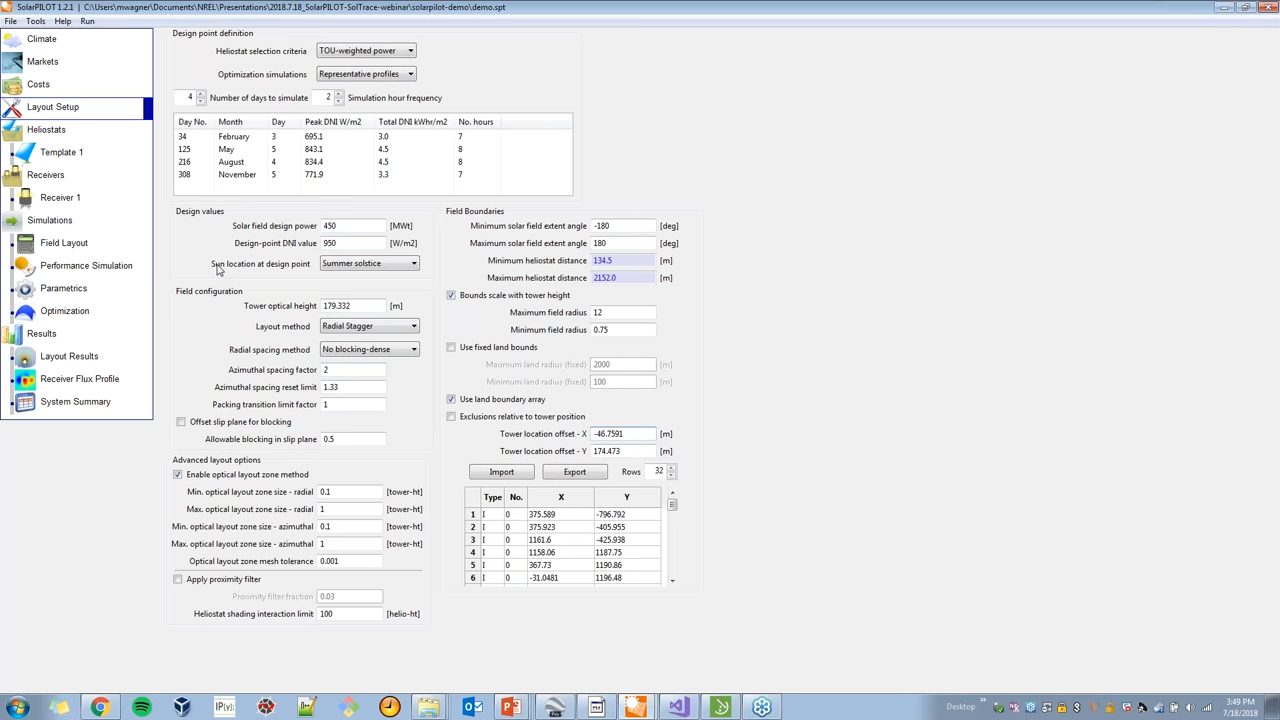 SolarPILOT 1.2.1 | C:\Users\mwagner\Documents\NREL\Presentations\2018.7.18_SolarPILOT-SolTrace-webinar\solarpilot-demo\demo.spt
File Tools Help Run
Climate
Markets
Costs
Layout Setup
Heliostats
Template 1
Receivers
Receiver 1
Simulations
Field Layout
Performance Simulation
Parameters
Optimization
Results
Layout Results
Receiver Flux Profile
System Summary
Design point definition
Heliostat selection criteria TOU-weighted power
Optimization simulations Representative profiles
4 Number of days to simulate 2 Simulation hour frequency
Day No. Month Day Peak DNI W/m2 Total DNI kWhr/m2 No. hours
34 February 3 695.1 3.0 7
125 May 5 843.1 4.5 8
216 August 4 834.4 4.5 8
308 November 5 771.9 3.3 7
Design values
Solar field design power 450 [MWt]
Design-point DNI value 950 [W/m2]
Sun location at design point Summer solstice
Field configuration
Tower optical height 179.332 [m]
Layout method Radial Stagger
Radial spacing method No blocking-dense
Azimuthal spacing factor 2
Azimuthal spacing reset limit 1.33
Packing transition limit factor 1
Offset slip plane for blocking
Allowable blocking in slip plane 0.5
Advanced layout options
Enable optical layout zone method
Min. optical layout zone size - radial 0.1 [tower-ht]
Max. optical layout zone size - radial 1 [tower-ht]
Min. optical layout zone size - azimuthal 0.1 [tower-ht]
Max. optical layout zone size - azimuthal 1 [tower-ht]
Optical layout zone mesh tolerance 0.001
Apply proximity filter
Proximity filter fraction 0.03
Heliostat shading interaction limit 100 [helio-ht]
Field Boundaries
Minimum solar field extent angle -180 [deg]
Maximum solar field extent angle 180 [deg]
Minimum heliostat distance 134.5 [m]
Maximum heliostat distance 2152.0 [m]
Bounds scale with tower height
Maximum field radius 12
Minimum field radius 0.75
Use fixed land bounds
Maximum land radius (fixed) 2000 [m]
Minimum land radius (fixed) 100 [m]
Use land boundary array
Exclusions relative to tower position
Tower location offset - X -46.7591 [m]
Tower location offset - Y 174.473 [m]
Import Export Rows 32
Type No. X Y
1 I 0 375.589 -796.792
2 I 0 375.923 -405.955
3 I 0 1161.6 -425.938
4 I 0 1158.06 1187.75
5 I 0 367.73 1190.86
6 I 0 -31.0481 1196.48
IP[y]:
Desktop
3:49 PM
7/18/2018